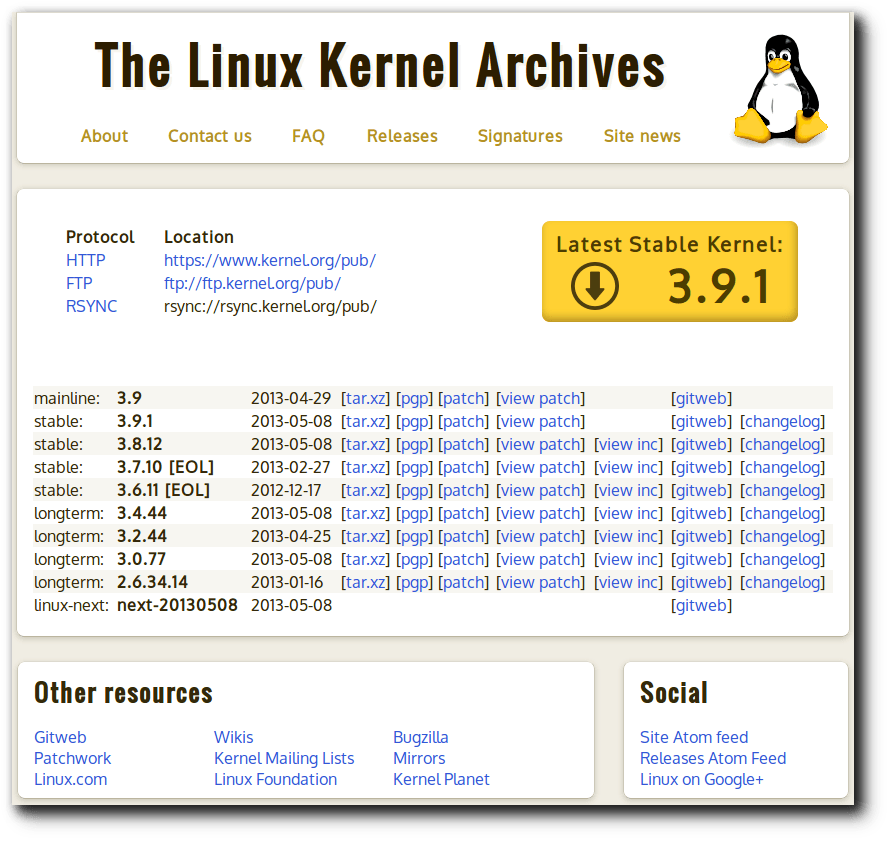 The Linux Kernel Archives
About Contact us FAQ Releases Signatures Site news
Protocol Location
HTTP https://www.kernel.org/pub/
FTP ftp://ftp.kernel.org/pub/
RSYNC rsync://rsync.kernel.org/pub/
Latest Stable Kernel:
3.9.1
mainline: 3.9 2013-04-29 [tar.xz] [pgp] [patch] [view patch] [gitweb]
stable: 3.9.1 2013-05-08 [tar.xz] [pgp] [patch] [view patch] [gitweb] [changelog]
stable: 3.8.12 2013-05-08 [tar.xz] [pgp] [patch] [view patch] [view inc] [gitweb] [changelog]
stable: 3.7.10 [EOL] 2013-02-27 [tar.xz] [pgp] [patch] [view patch] [view inc] [gitweb] [changelog]
stable: 3.6.11 [EOL] 2012-12-17 [tar.xz] [pgp] [patch] [view patch] [view inc] [gitweb] [changelog]
longterm: 3.4.44 2013-05-08 [tar.xz] [pgp] [patch] [view patch] [view inc] [gitweb] [changelog]
longterm: 3.2.44 2013-04-25 [tar.xz] [pgp] [patch] [view patch] [view inc] [gitweb] [changelog]
longterm: 3.0.77 2013-05-08 [tar.xz] [pgp] [patch] [view patch] [view inc] [gitweb] [changelog]
longterm: 2.6.34.14 2013-01-16 [tar.xz] [pgp] [patch] [view patch] [view inc] [gitweb] [changelog]
linux-next: next-20130508 2013-05-08 [gitweb]
Other resources
Gitweb Wikis Bugzilla
Patchwork Kernel Mailing Lists Mirrors
Linux.com Linux Foundation Kernel Planet
Social
Site Atom feed
Releases Atom Feed
Linux on Google+